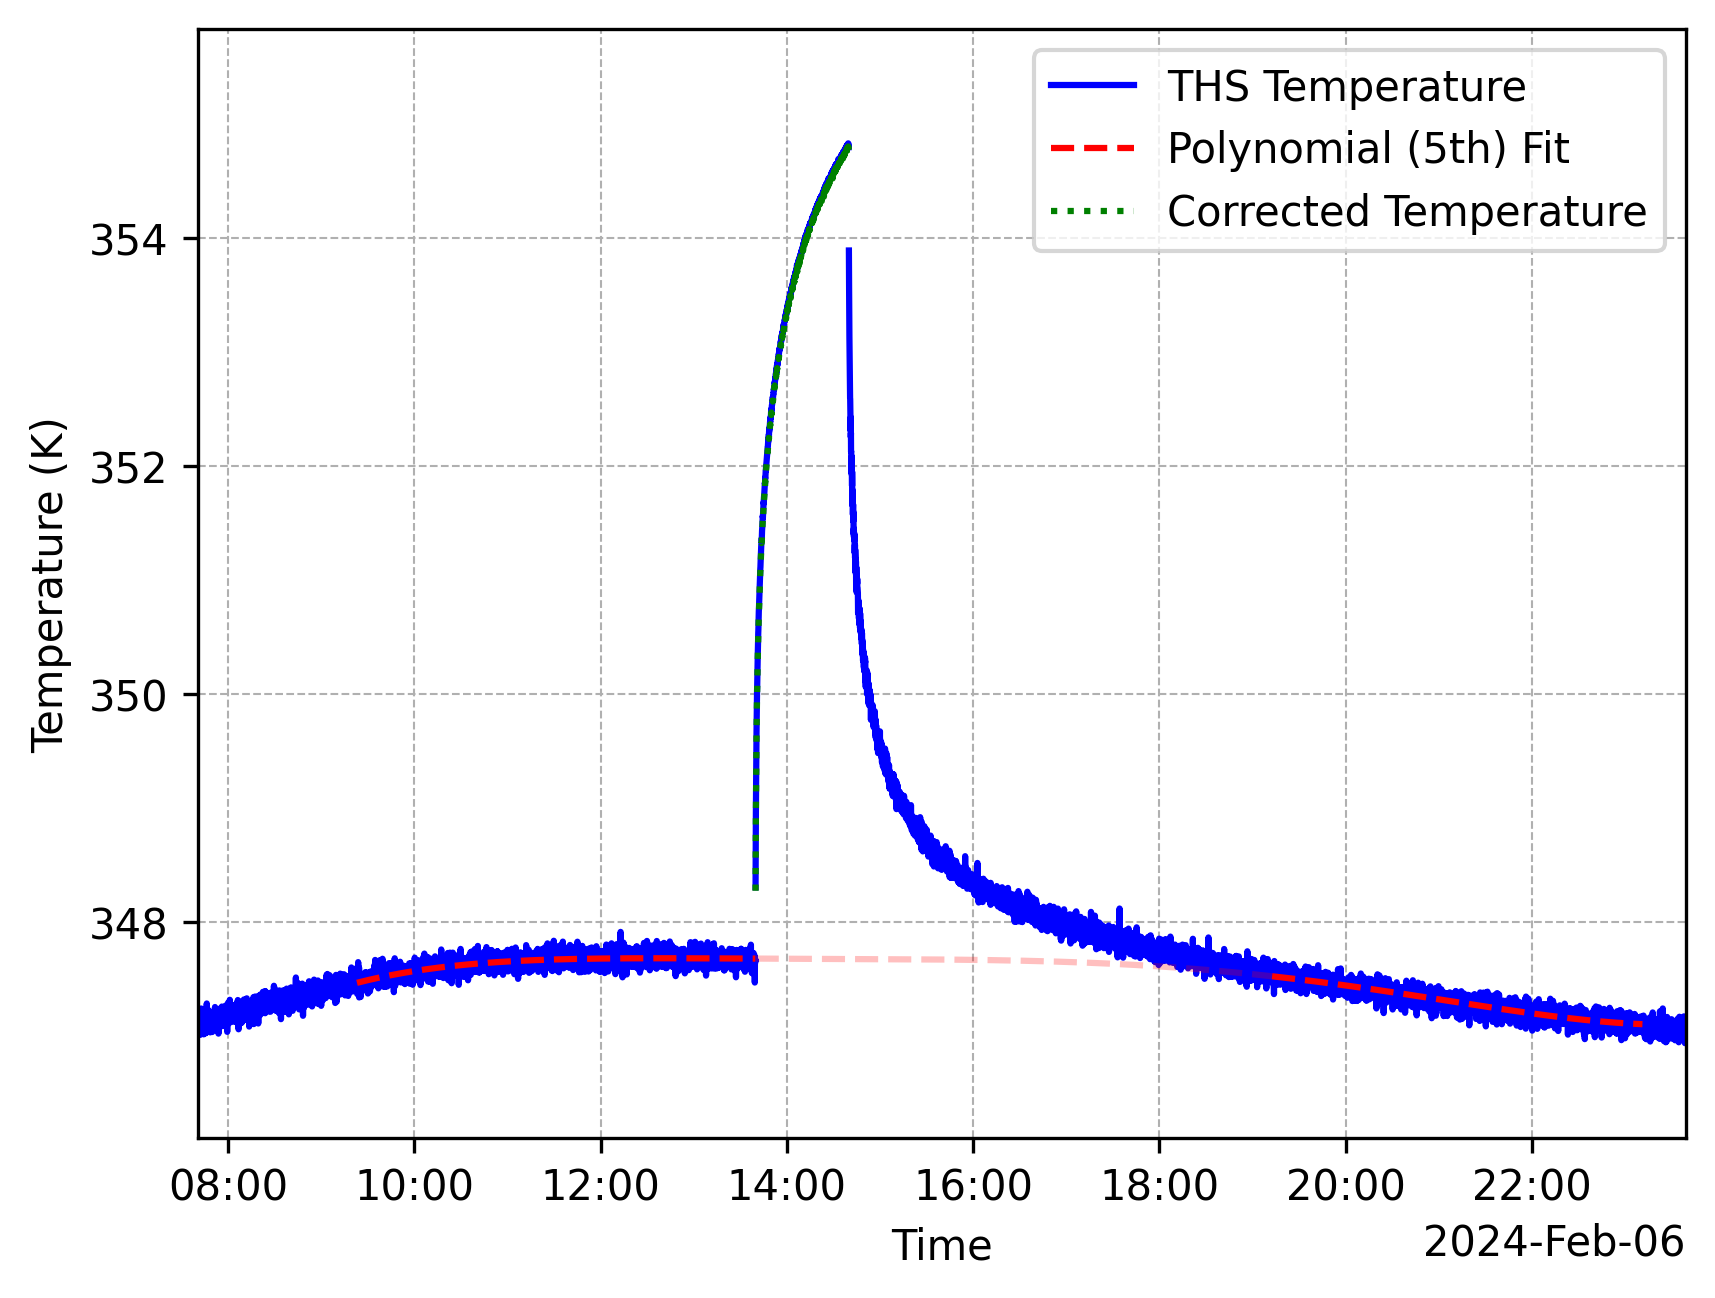 THS Temperature
Polynomial (5th) Fit
Corrected Temperature
Temperature (K)
354
352
350
348
08:00 10:00 12:00 14:00 16:00 18:00 20:00 22:00
Time
2024-Feb-06